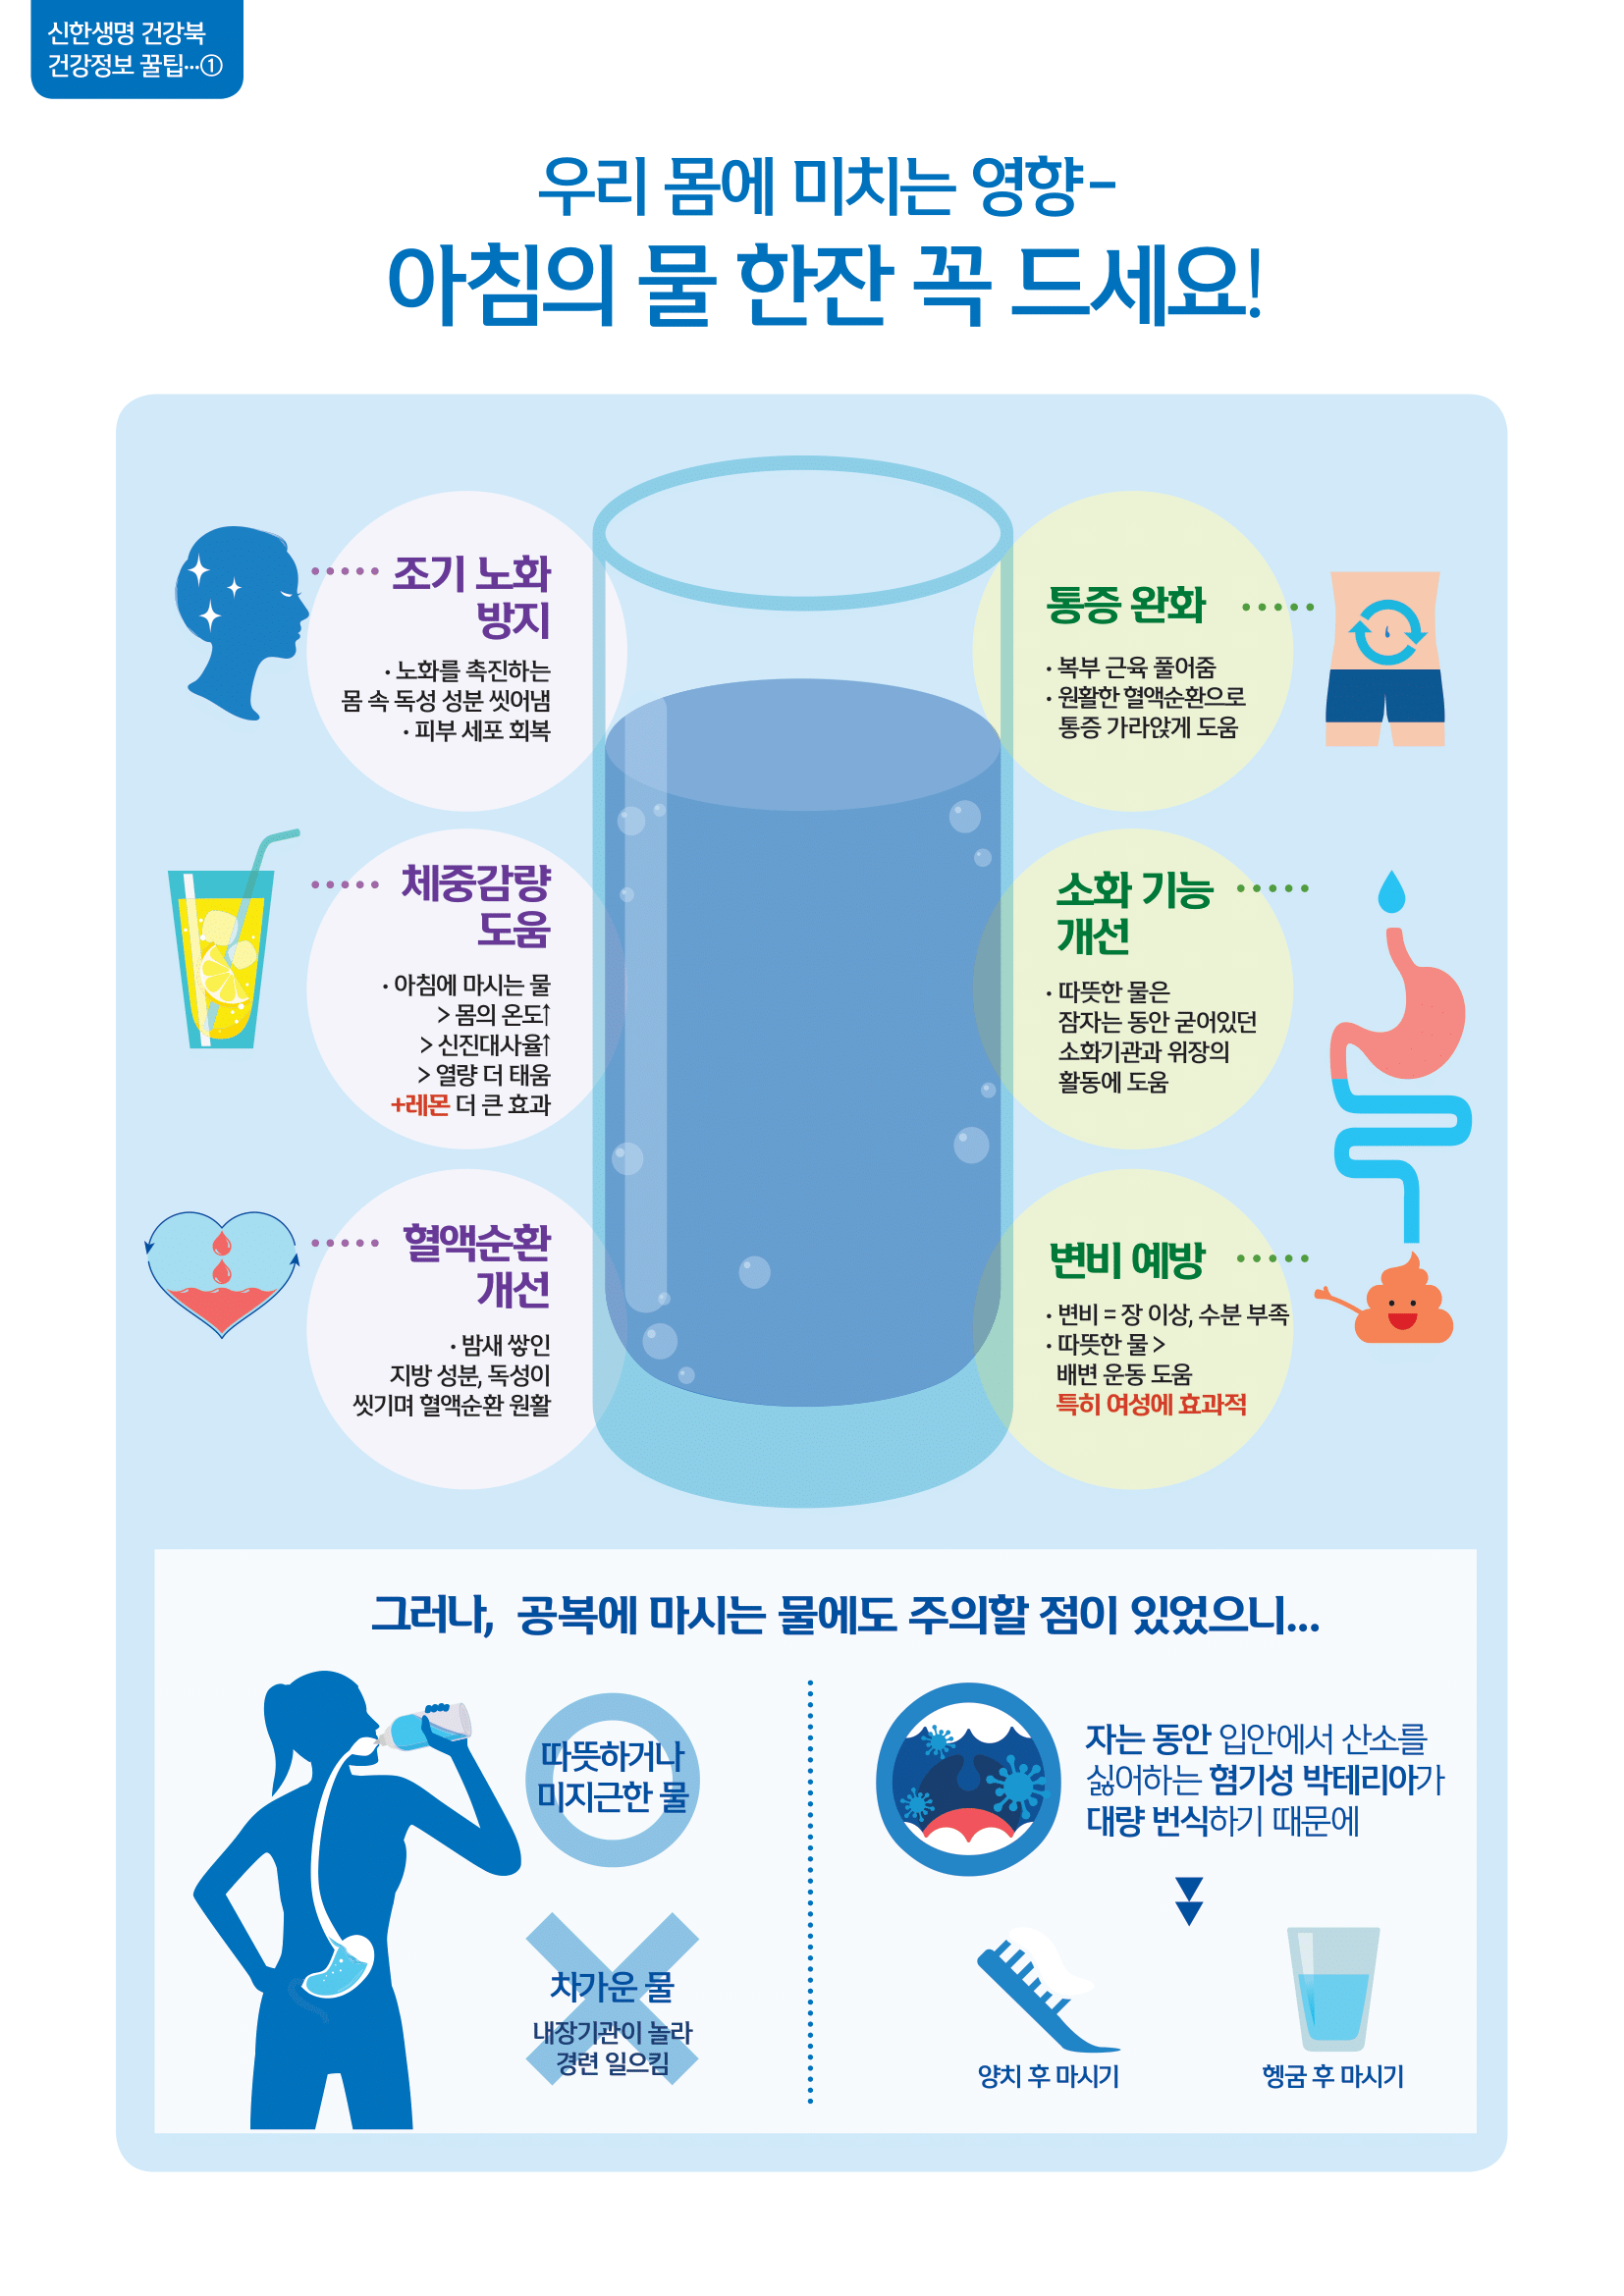 신한생명 건강북
건강정보 꿀팁…①
우리 몸에 미치는 영향-
아침의 물 한잔 꼭 드세요!
조기 노화
방지
· 노화를 촉진하는
몸 속 독성 성분 씻어냄
· 피부 세포 회복
체중감량
도움
· 아침에 마시는 물
> 몸의 온도↑
> 신진대사율↑
> 열량 더 태움
+레몬 더 큰 효과
혈액순환
개선
· 밤새 쌓인
지방 성분, 독성이
씻기며 혈액순환 원활
통증 완화
· 복부 근육 풀어줌
· 원활한 혈액순환으로
통증 가라앉게 도움
소화 기능
개선
· 따뜻한 물은
잠자는 동안 굳어있던
소화기관과 위장의
활동에 도움
변비 예방
· 변비 = 장 이상, 수분 부족
· 따뜻한 물 >
배변 운동 도움
특히 여성에 효과적
그러나, 공복에 마시는 물에도 주의할 점이 있었으니...
따뜻하거나
미지근한 물
차가운 물
내장기관이 놀라
경련 일으킴
자는 동안 입안에서 산소를
싫어하는 혐기성 박테리아가
대량 번식하기 때문에
양치 후 마시기
헹굼 후 마시기